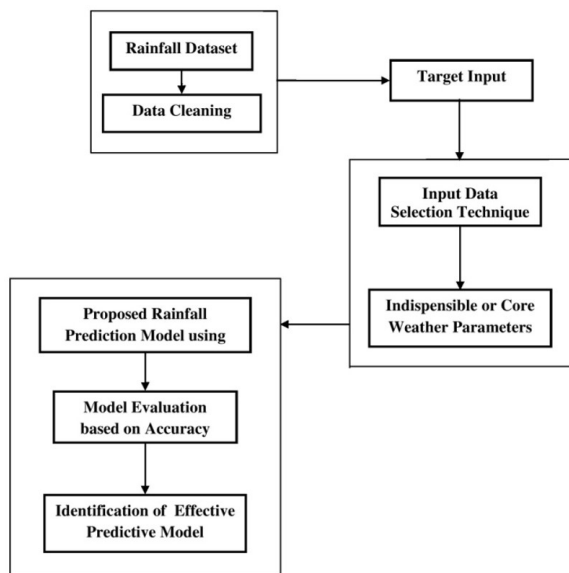 Rainfall Dataset
Data Cleaning
Target Input
Input Data
Selection Technique
Indispensible or Core
Weather Parameters
Proposed Rainfall
Prediction Model using
Model Evaluation
based on Accuracy
Identification of Effective
Predictive Model